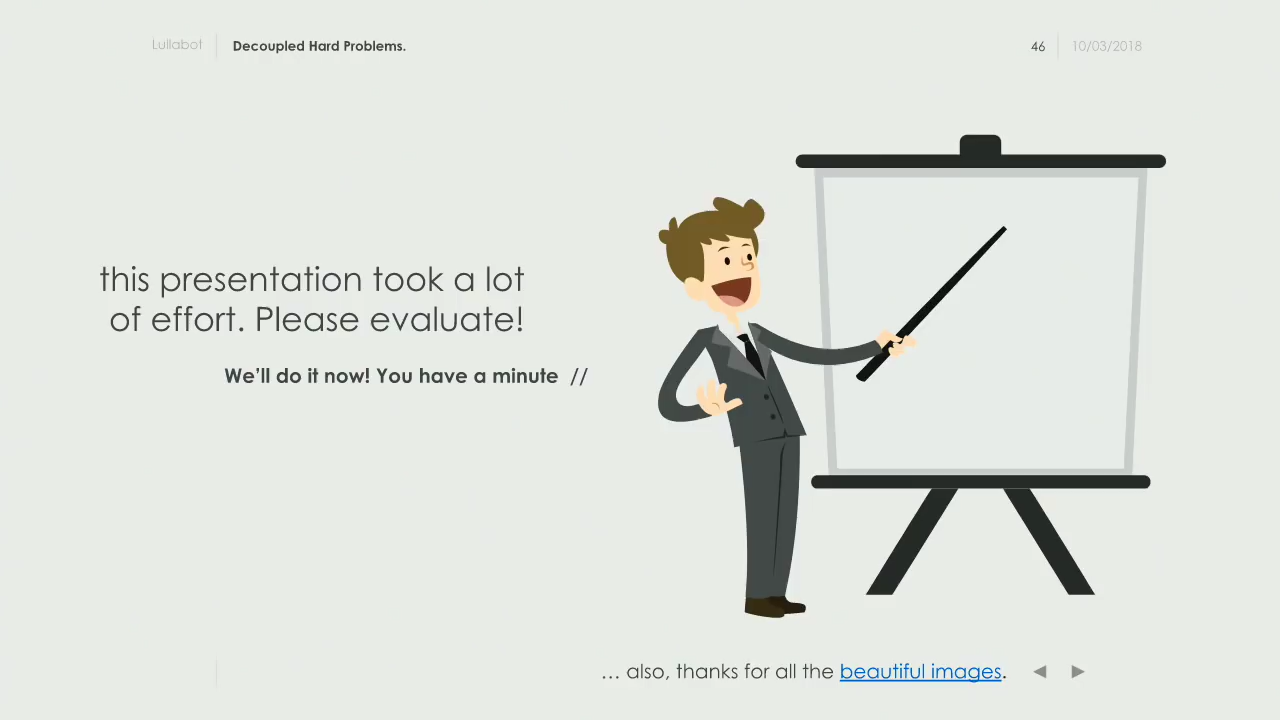 Lullabot
Decoupled Hard Problems.
46
10/03/2018
this presentation took a lot
of effort. Please evaluate!
We'll do it now! You have a minute //
… also, thanks for all the beautiful images.